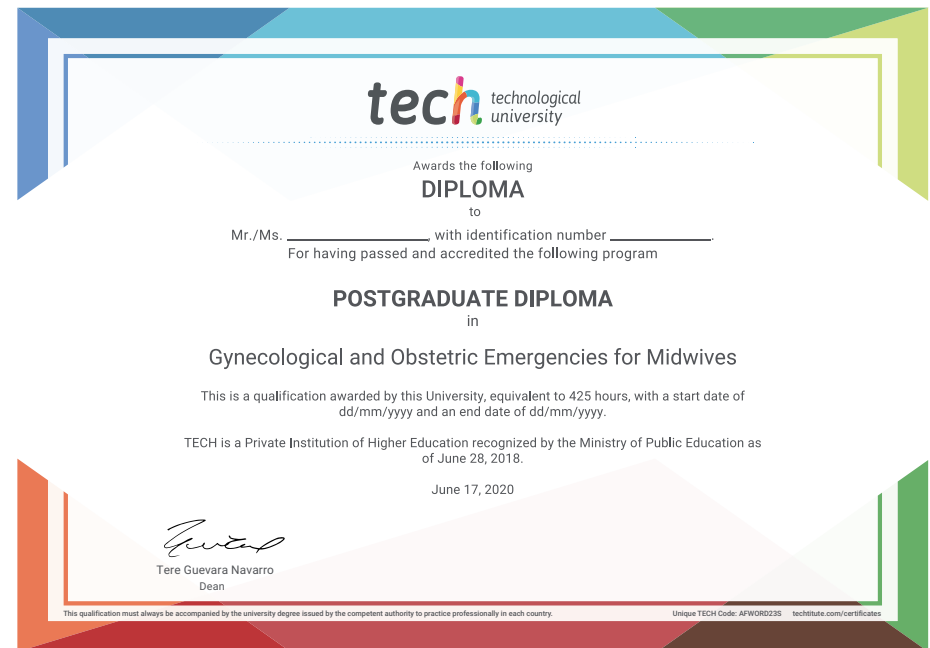 tech technological
university
Awards the following
DIPLOMA
to
Mr./Ms. ________________, with identification number ____________.
For having passed and accredited the following program
POSTGRADUATE DIPLOMA
in
Gynecological and Obstetric Emergencies for Midwives
This is a qualification awarded by this University, equivalent to 425 hours, with a start date of
dd/mm/yyyy and an end date of dd/mm/yyyy.
TECH is a Private Institution of Higher Education recognized by the Ministry of Public Education as
of June 28, 2018.
June 17, 2020
Tere Guevara Navarro
Dean
This qualification must always be accompanied by the university degree issued by the competent authority to practice professionally in each country. Unique TECH Code: AFWORD23S techtitute.com/certificates